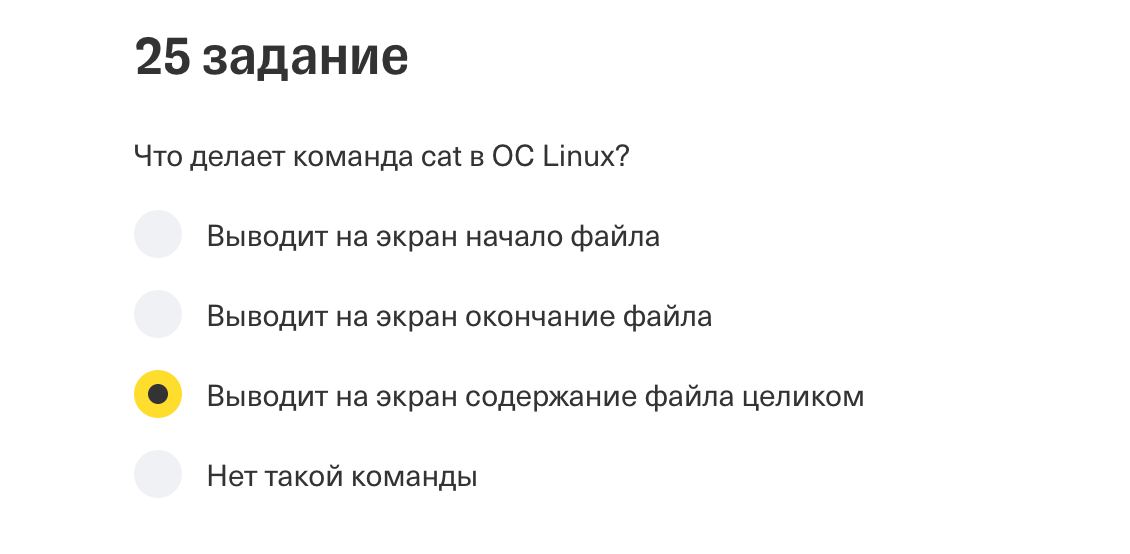 25 задание
Что делает команда cat в ОС Linux?
Выводит на экран начало файла
Выводит на экран окончание файла
Выводит на экран содержание файла целиком
Нет такой команды